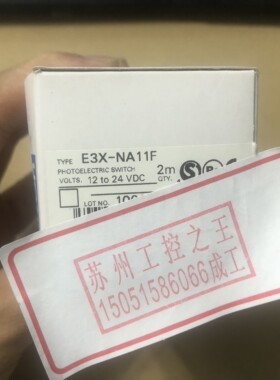 TYPE E3X-NA11F
PHOTOELECTRIC SWITCH 2m
VOLTS. 12 to 24 VDC QTY.
LOT NO.
苏州工控之王
15051586066成工